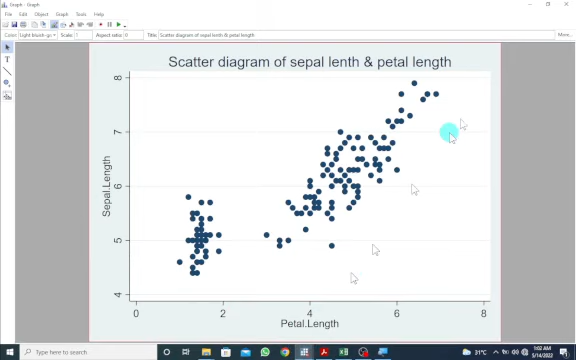 Graph - Graph
File Edit Object Graph Tools Help
Color: Light bluish-gra Scale: 1 Aspect ratio: 0 Title: Scatter diagram of sepal lenth & petal length More...
Scatter diagram of sepal lenth & petal length
8
7
6
5
4
Sepal.Length
0 2 4 6 8
Petal.Length
Type here to search
31°C
1:02 AM
5/14/2022